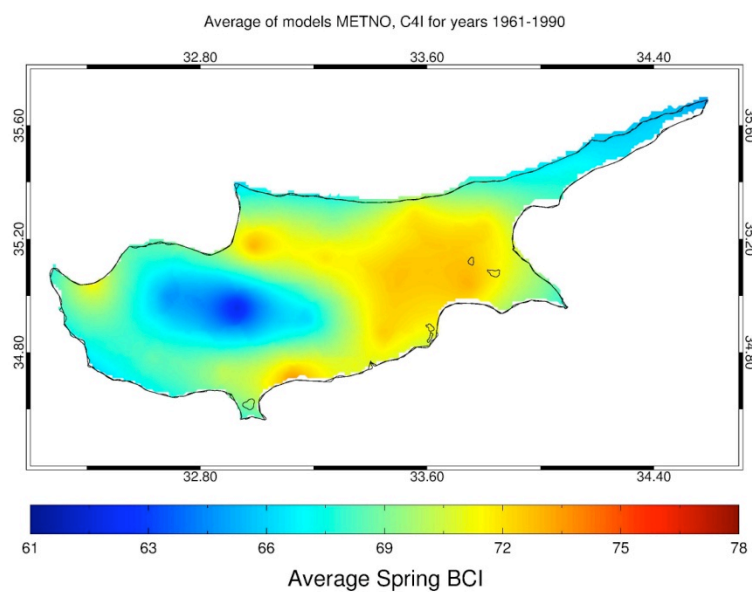 Average of models METNO, C4I for years 1961-1990
32.80 33.60 34.40
35.60 35.60
35.20 35.20
34.80 34.80
32.80 33.60 34.40
61 63 66 69 72 75 78
Average Spring BCI